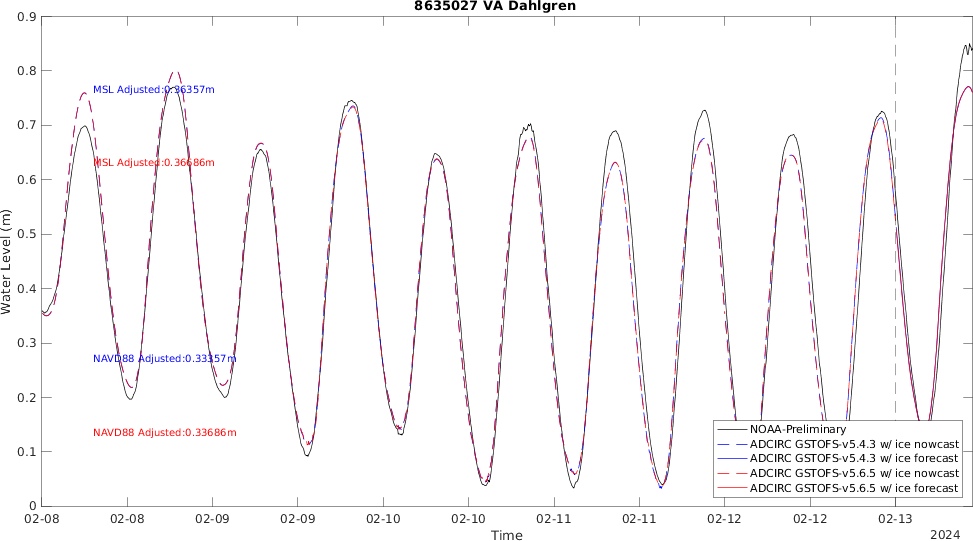 8635027 VA Dahlgren
0.9
0.8
0.7
0.6
0.5
0.4
0.3
0.2
0.1
0
Water Level (m)
MSL Adjusted:0.36357m
MSL Adjusted:0.36686m
NAVD88 Adjusted:0.33357m
NAVD88 Adjusted:0.33686m
NOAA-Preliminary
ADCIRC GSTOFS-v5.4.3 w/ ice nowcast
ADCIRC GSTOFS-v5.4.3 w/ ice forecast
ADCIRC GSTOFS-v5.6.5 w/ ice nowcast
ADCIRC GSTOFS-v5.6.5 w/ ice forecast
02-08 02-08 02-09 02-09 02-10 02-10 02-11 02-11 02-12 02-12 02-13
Time
2024